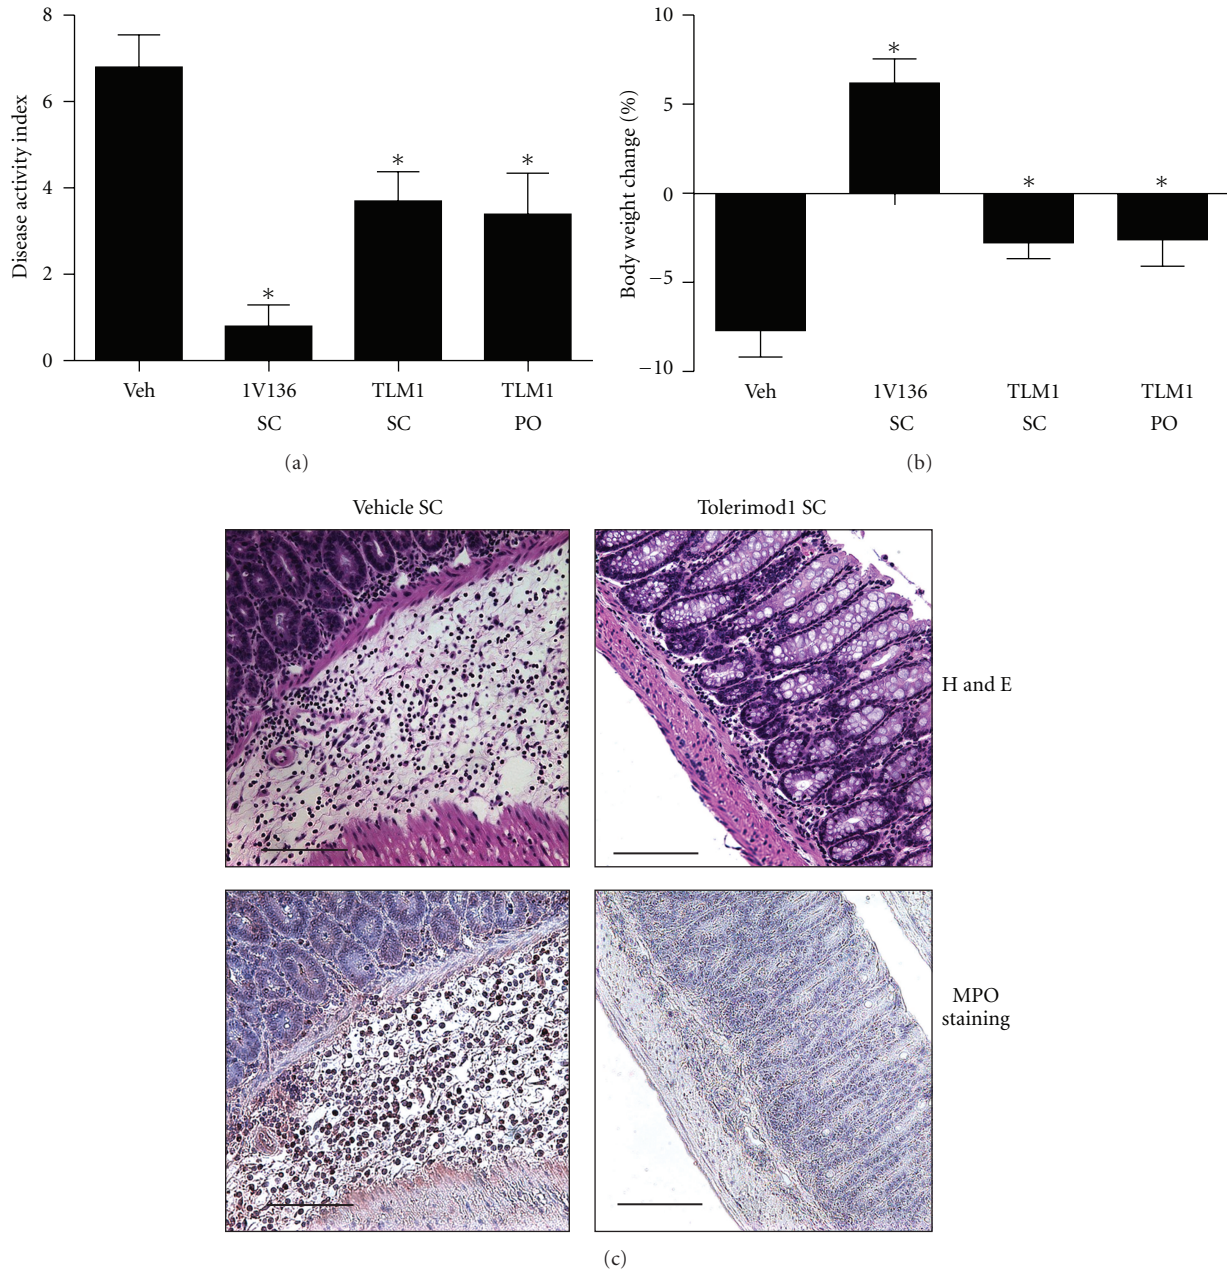 8
6
4
2
0
Disease activity index
*
*
*
Veh
1V136
SC
TLM1
SC
TLM1
PO
(a)
10
5
0
−5
−10
Body weight change (%)
*
*
*
Veh
1V136
SC
TLM1
SC
TLM1
PO
(b)
Vehicle SC
Tolerimod1 SC
H and E
MPO
staining
(c)